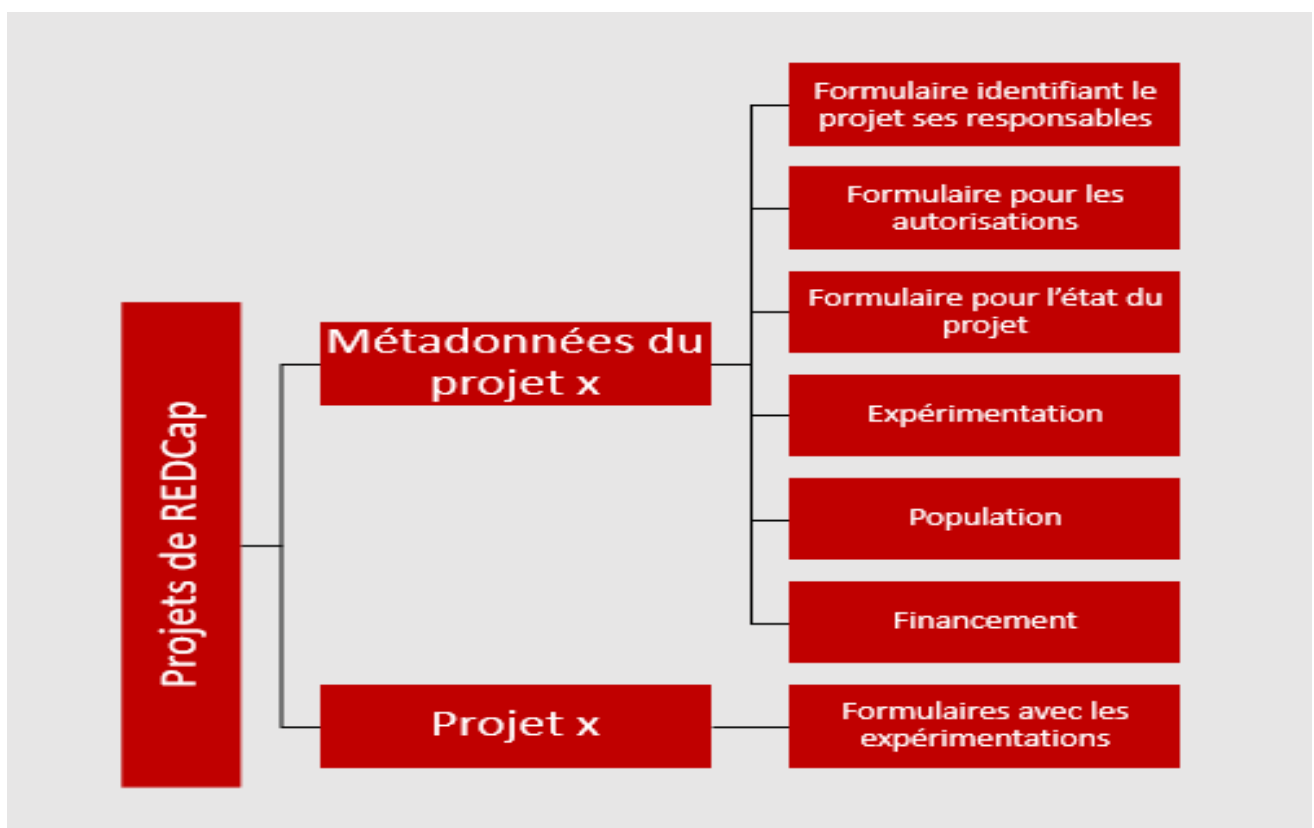 Projets de REDCap
Métadonnées du
projet x
Formulaire identifiant le
projet ses responsables
Formulaire pour les
autorisations
Formulaire pour l'état du
projet
Expérimentation
Population
Financement
Projet x
Formulaires avec les
expérimentations